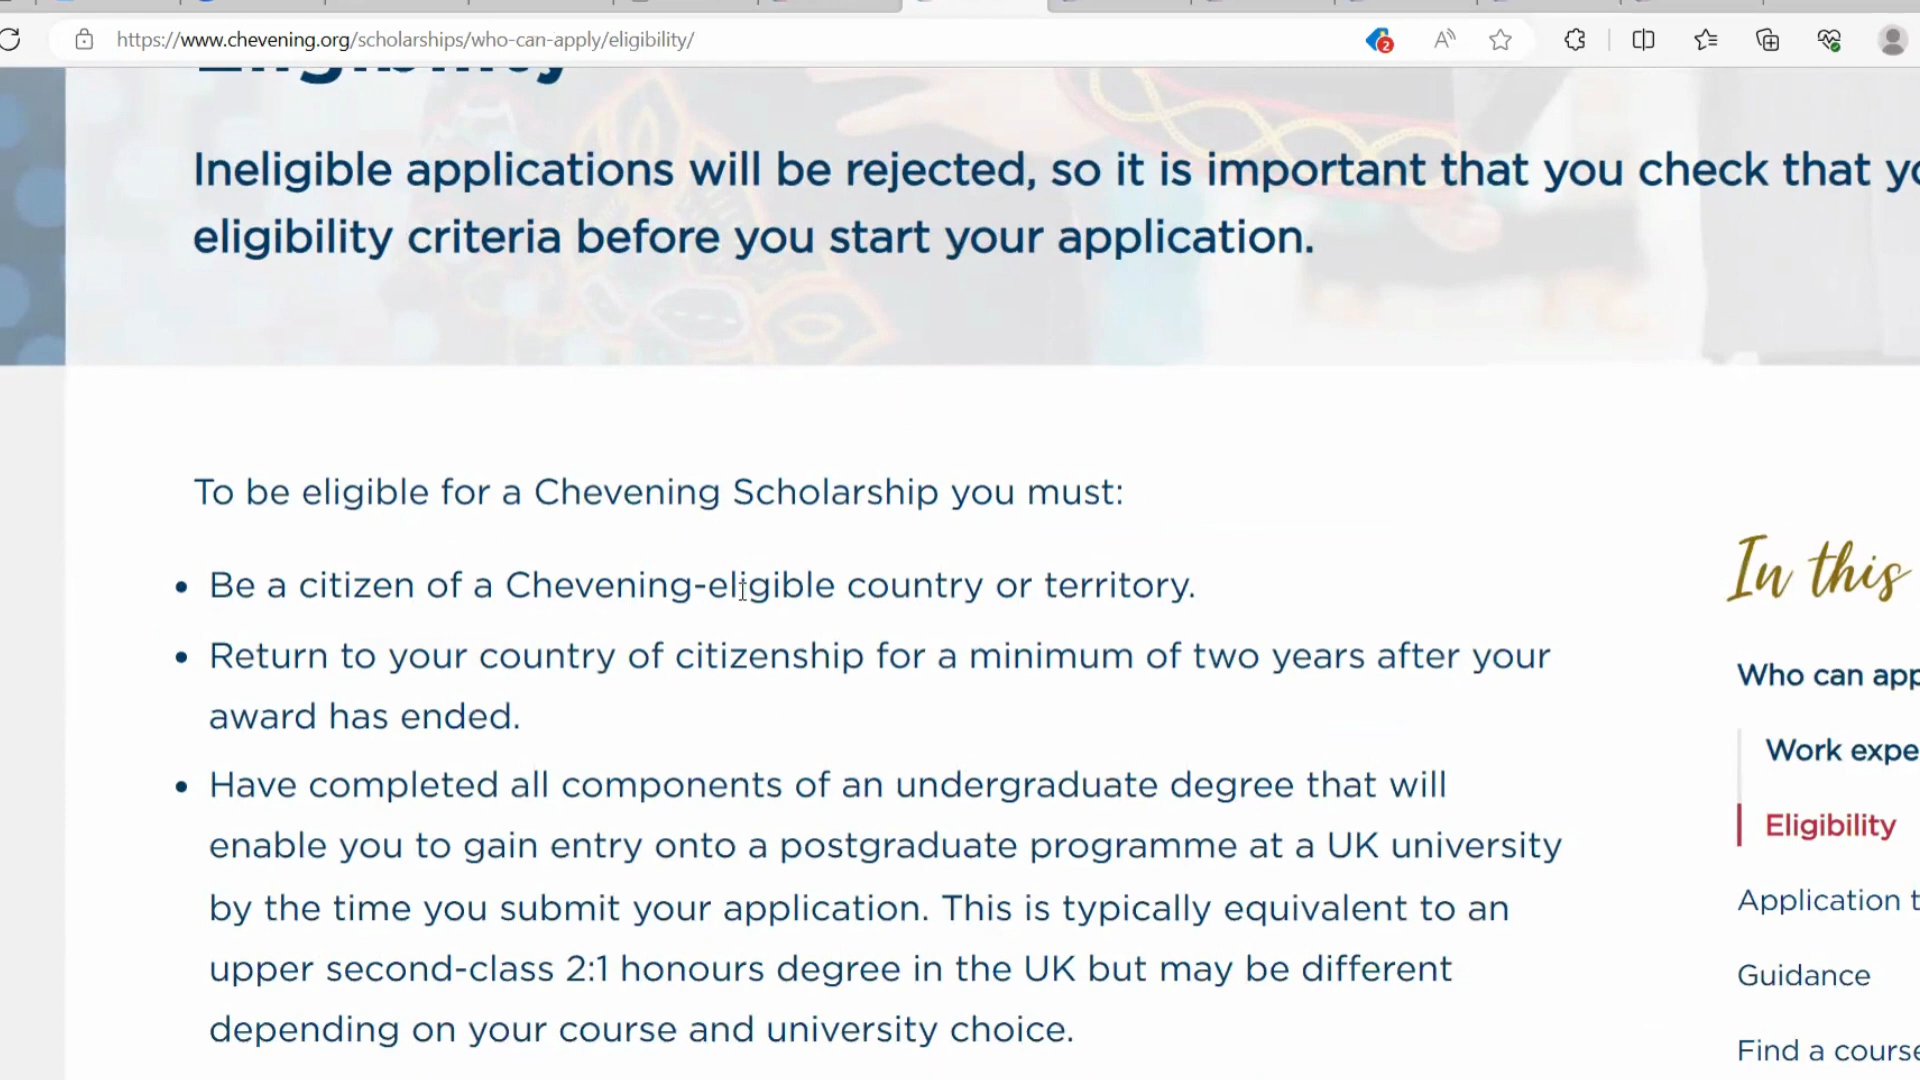 https://www.chevening.org/scholarships/who-can-apply/eligibility/
2
Eligibility
Ineligible applications will be rejected, so it is important that you check that yo
eligibility criteria before you start your application.
To be eligible for a Chevening Scholarship you must:
• Be a citizen of a Chevening-eligible country or territory.
• Return to your country of citizenship for a minimum of two years after your
award has ended.
• Have completed all components of an undergraduate degree that will
enable you to gain entry onto a postgraduate programme at a UK university
by the time you submit your application. This is typically equivalent to an
upper second-class 2:1 honours degree in the UK but may be different
depending on your course and university choice.
In this
Who can app
Work expe
Eligibility
Application t
Guidance
Find a course